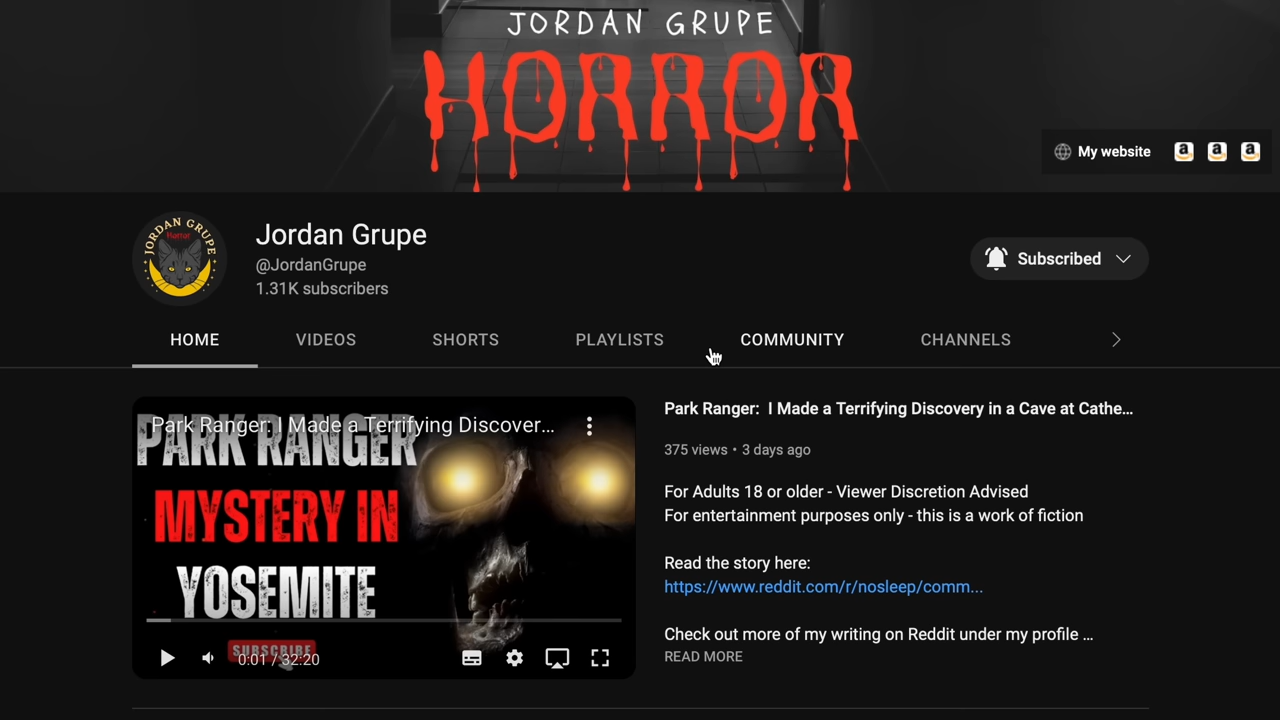 JORDAN GRUPE
HORROR
My website
JORDAN GRUPE
Horror
Jordan Grupe
@JordanGrupe
1.31K subscribers
Subscribed
HOME VIDEOS SHORTS PLAYLISTS COMMUNITY CHANNELS
Park Ranger: I Made a Terrifying Discover...
PARK RANGER
MYSTERY IN
YOSEMITE
SUBSCRIBE
0:01 / 32:20
Park Ranger: I Made a Terrifying Discovery in a Cave at Cathe...
375 views • 3 days ago
For Adults 18 or older - Viewer Discretion Advised
For entertainment purposes only - this is a work of fiction
Read the story here:
https://www.reddit.com/r/nosleep/comm...
Check out more of my writing on Reddit under my profile ...
READ MORE